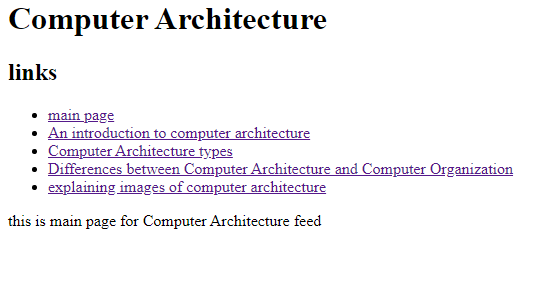 Computer Architecture
links
main page
An introduction to computer architecture
Computer Architecture types
Differences between Computer Architecture and Computer Organization
explaining images of computer architecture
this is main page for Computer Architecture feed